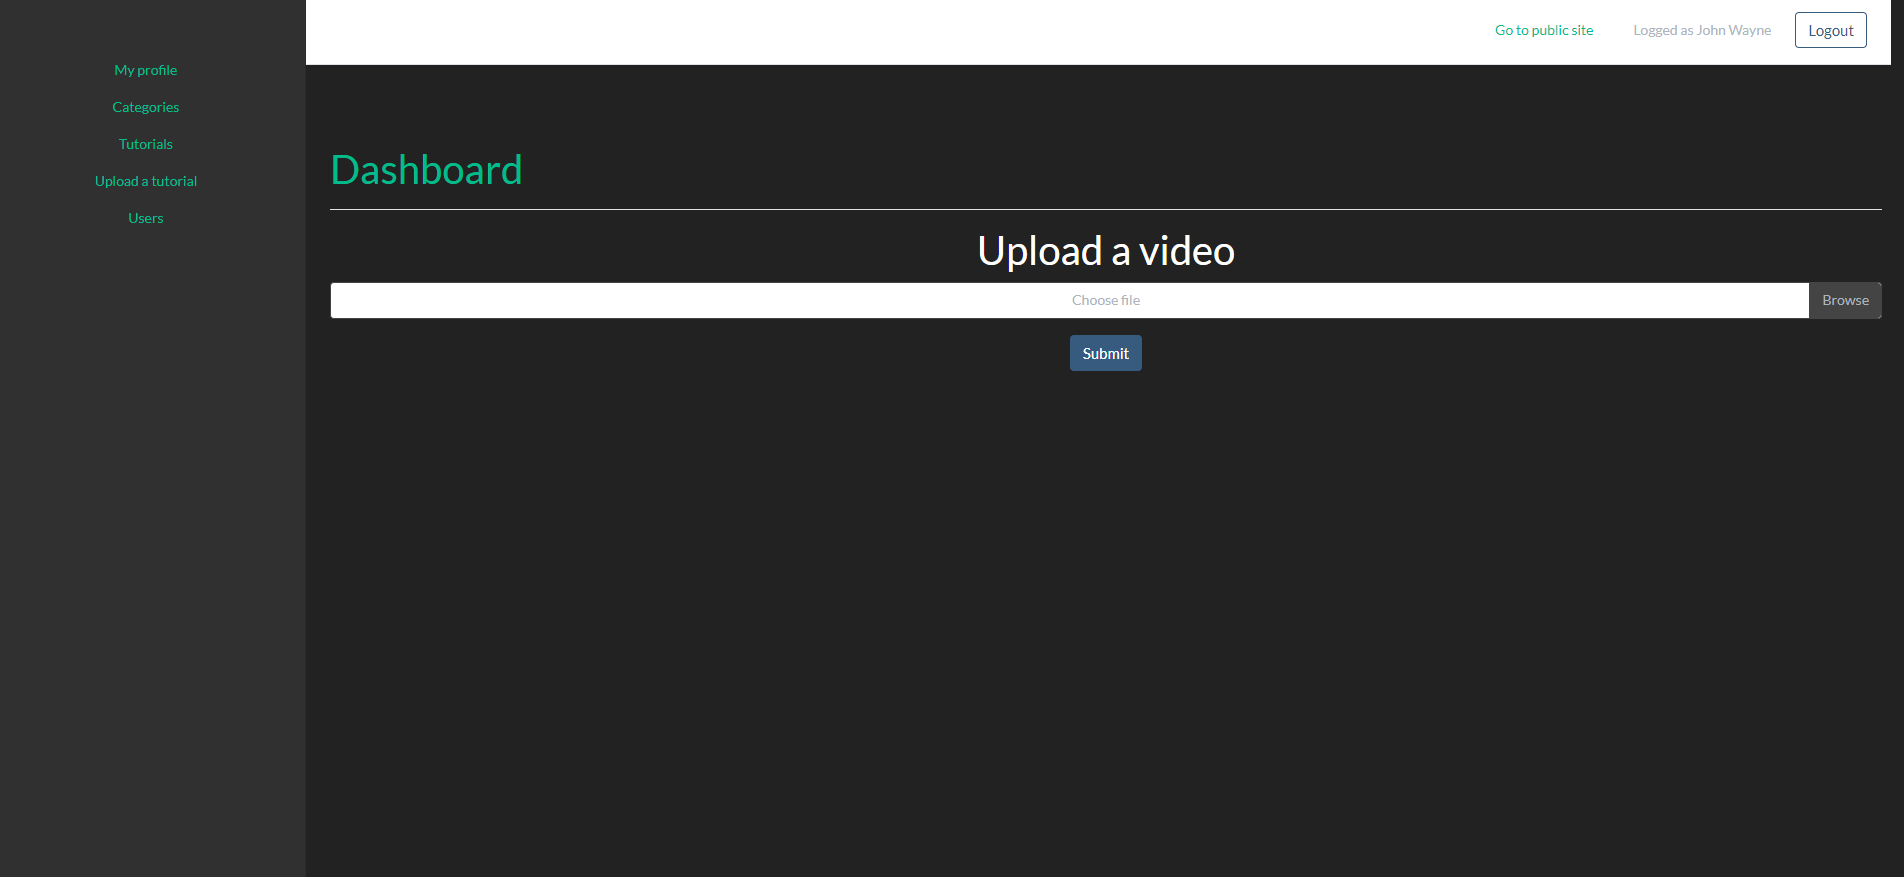 Go to public site
Logged as John Wayne
Logout
My profile
Categories
Tutorials
Upload a tutorial
Users
Dashboard
Upload a video
Choose file
Browse
Submit